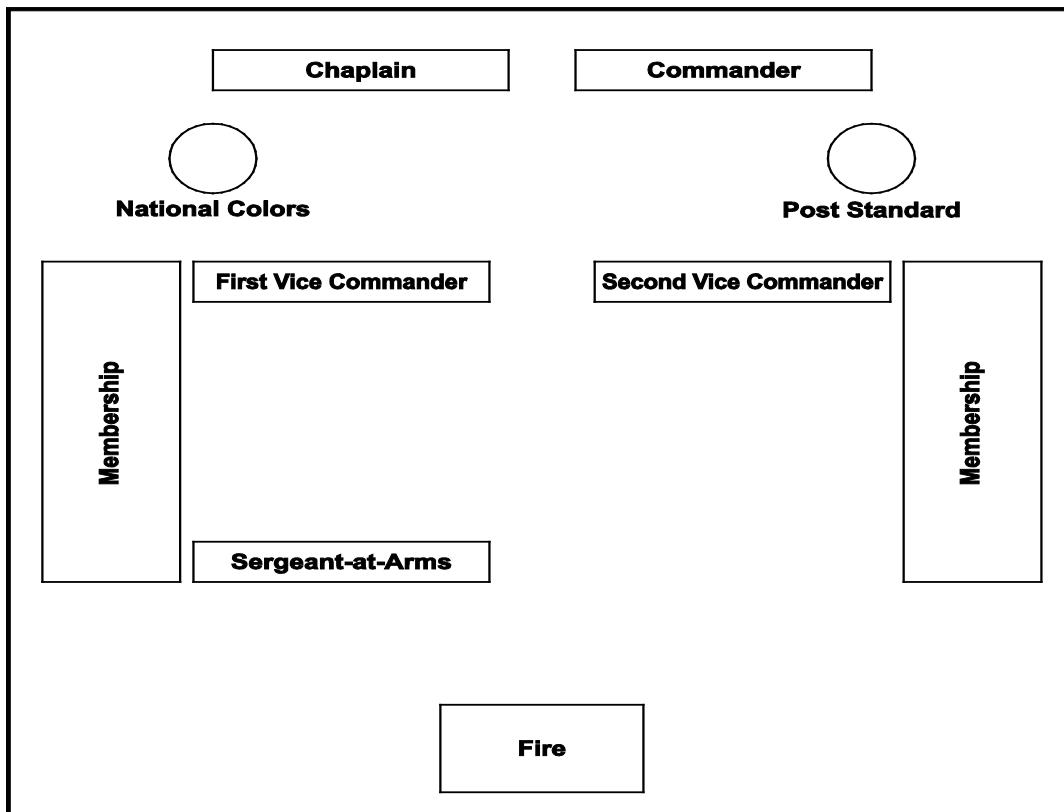 Chaplain
Commander
National Colors
Post Standard
First Vice Commander
Second Vice Commander
Membership
Membership
Sergeant-at-Arms
Fire